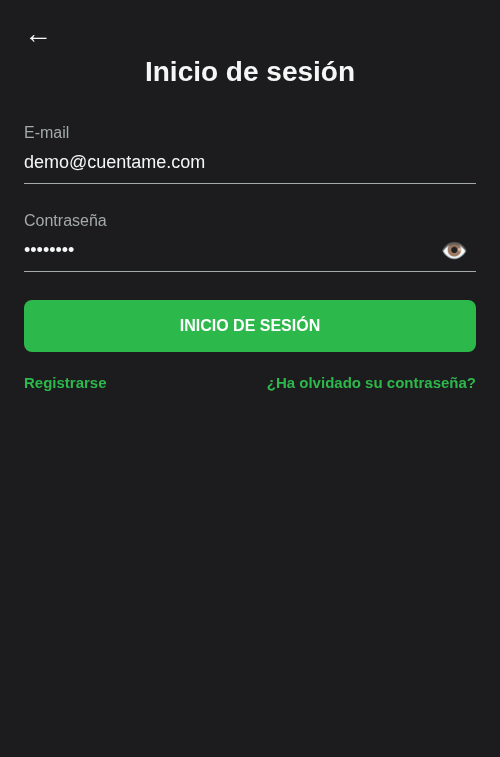 ←
Inicio de sesión
E-mail
demo@cuentame.com
Contraseña
••••••••
INICIO DE SESIÓN
Registrarse
¿Ha olvidado su contraseña?